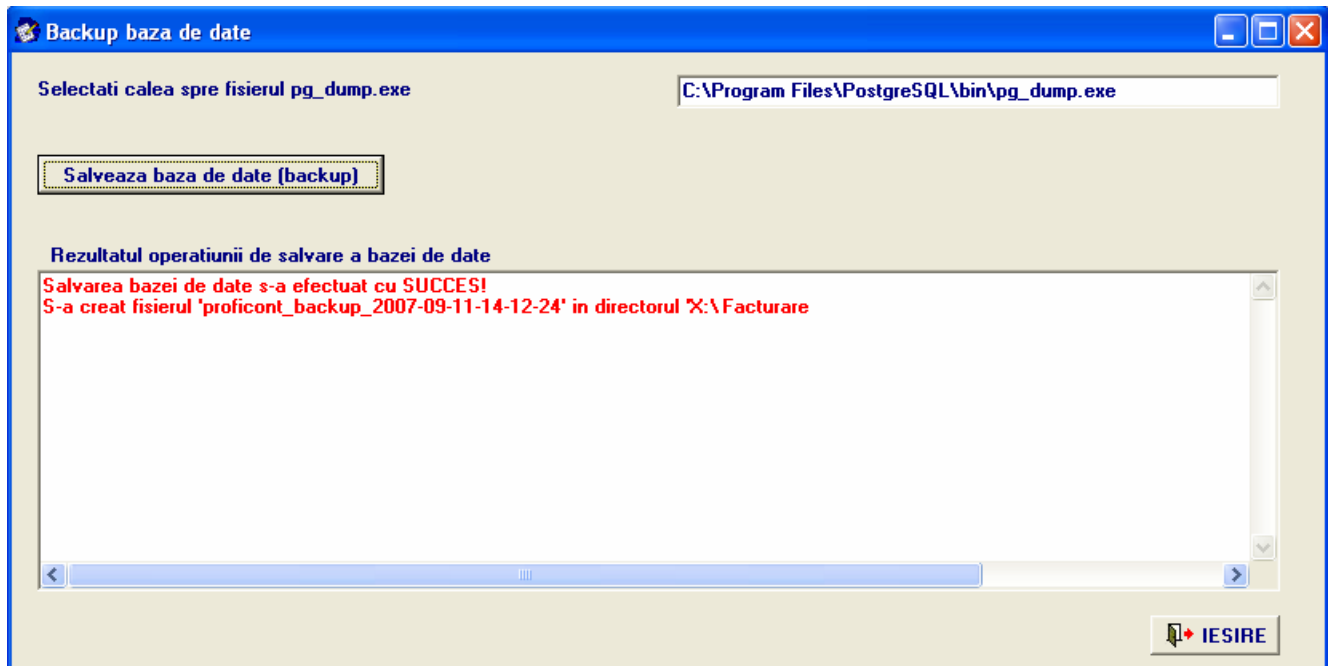 Backup baza de date
Selectati calea spre fisierul pg_dump.exe
C:\Program Files\PostgreSQL\bin\pg_dump.exe
Salveaza baza de date (backup)
Rezultatul operatiunii de salvare a bazei de date
Salvarea bazei de date s-a efectuat cu SUCCES!
S-a creat fisierul 'proficont_backup_2007-09-11-14-12-24' in directorul 'X:\Facturare
IESIRE